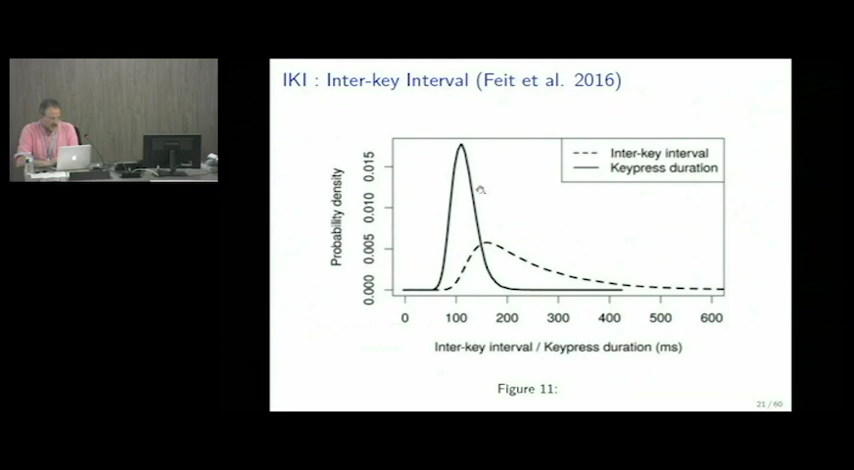 IKI : Inter-key Interval (Feit et al. 2016)
Inter-key interval
Keypress duration
Probability density
0.015
0.010
0.005
0.000
0 100 200 300 400 500 600
Inter-key interval / Keypress duration (ms)
Figure 11:
21 / 60